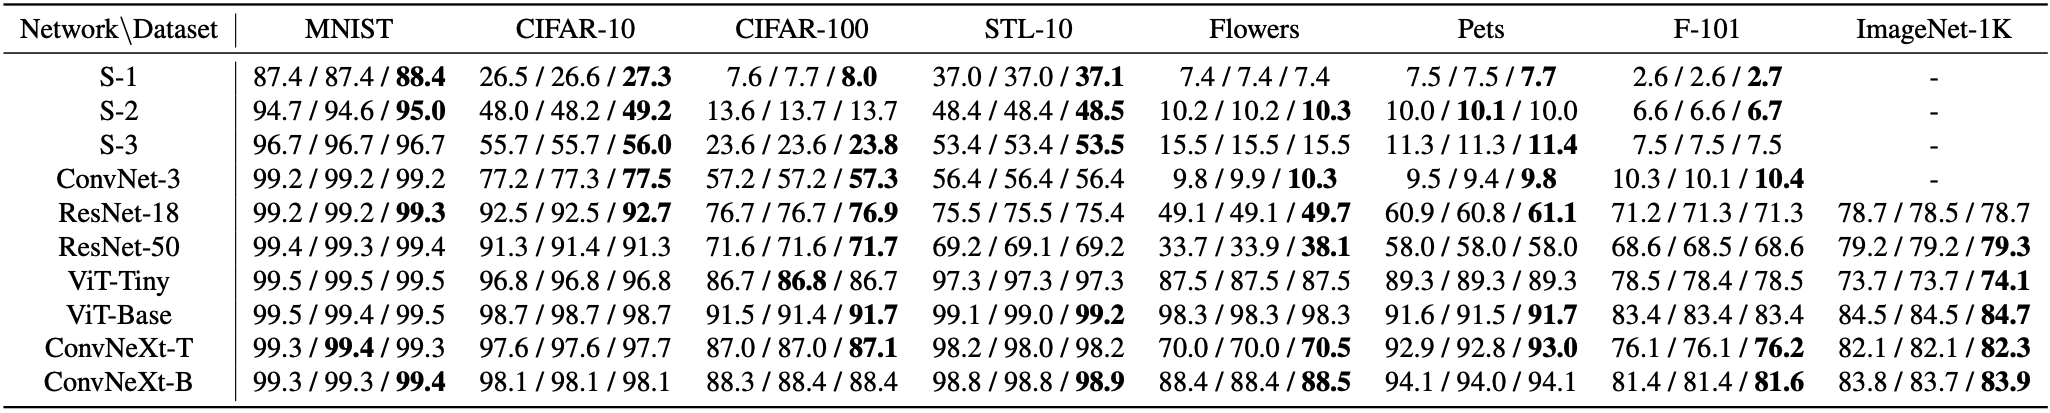 Network\Dataset MNIST CIFAR-10 CIFAR-100 STL-10 Flowers Pets F-101 ImageNet-1K
S-1 87.4 / 87.4 / 88.4 26.5 / 26.6 / 27.3 7.6 / 7.7 / 8.0 37.0 / 37.0 / 37.1 7.4 / 7.4 / 7.4 7.5 / 7.5 / 7.7 2.6 / 2.6 / 2.7 -
S-2 94.7 / 94.6 / 95.0 48.0 / 48.2 / 49.2 13.6 / 13.7 / 13.7 48.4 / 48.4 / 48.5 10.2 / 10.2 / 10.3 10.0 / 10.1 / 10.0 6.6 / 6.6 / 6.7 -
S-3 96.7 / 96.7 / 96.7 55.7 / 55.7 / 56.0 23.6 / 23.6 / 23.8 53.4 / 53.4 / 53.5 15.5 / 15.5 / 15.5 11.3 / 11.3 / 11.4 7.5 / 7.5 / 7.5 -
ConvNet-3 99.2 / 99.2 / 99.2 77.2 / 77.3 / 77.5 57.2 / 57.2 / 57.3 56.4 / 56.4 / 56.4 9.8 / 9.9 / 10.3 9.5 / 9.4 / 9.8 10.3 / 10.1 / 10.4 -
ResNet-18 99.2 / 99.2 / 99.3 92.5 / 92.5 / 92.7 76.7 / 76.7 / 76.9 75.5 / 75.5 / 75.4 49.1 / 49.1 / 49.7 60.9 / 60.8 / 61.1 71.2 / 71.3 / 71.3 78.7 / 78.5 / 78.7
ResNet-50 99.4 / 99.3 / 99.4 91.3 / 91.4 / 91.3 71.6 / 71.6 / 71.7 69.2 / 69.1 / 69.2 33.7 / 33.9 / 38.1 58.0 / 58.0 / 58.0 68.6 / 68.5 / 68.6 79.2 / 79.2 / 79.3
ViT-Tiny 99.5 / 99.5 / 99.5 96.8 / 96.8 / 96.8 86.7 / 86.8 / 86.7 97.3 / 97.3 / 97.3 87.5 / 87.5 / 87.5 89.3 / 89.3 / 89.3 78.5 / 78.4 / 78.5 73.7 / 73.7 / 74.1
ViT-Base 99.5 / 99.4 / 99.5 98.7 / 98.7 / 98.7 91.5 / 91.4 / 91.7 99.1 / 99.0 / 99.2 98.3 / 98.3 / 98.3 91.6 / 91.5 / 91.7 83.4 / 83.4 / 83.4 84.5 / 84.5 / 84.7
ConvNeXt-T 99.3 / 99.4 / 99.3 97.6 / 97.6 / 97.7 87.0 / 87.0 / 87.1 98.2 / 98.0 / 98.2 70.0 / 70.0 / 70.5 92.9 / 92.8 / 93.0 76.1 / 76.1 / 76.2 82.1 / 82.1 / 82.3
ConvNeXt-B 99.3 / 99.3 / 99.4 98.1 / 98.1 / 98.1 88.3 / 88.4 / 88.4 98.8 / 98.8 / 98.9 88.4 / 88.4 / 88.5 94.1 / 94.0 / 94.1 81.4 / 81.4 / 81.6 83.8 / 83.7 / 83.9